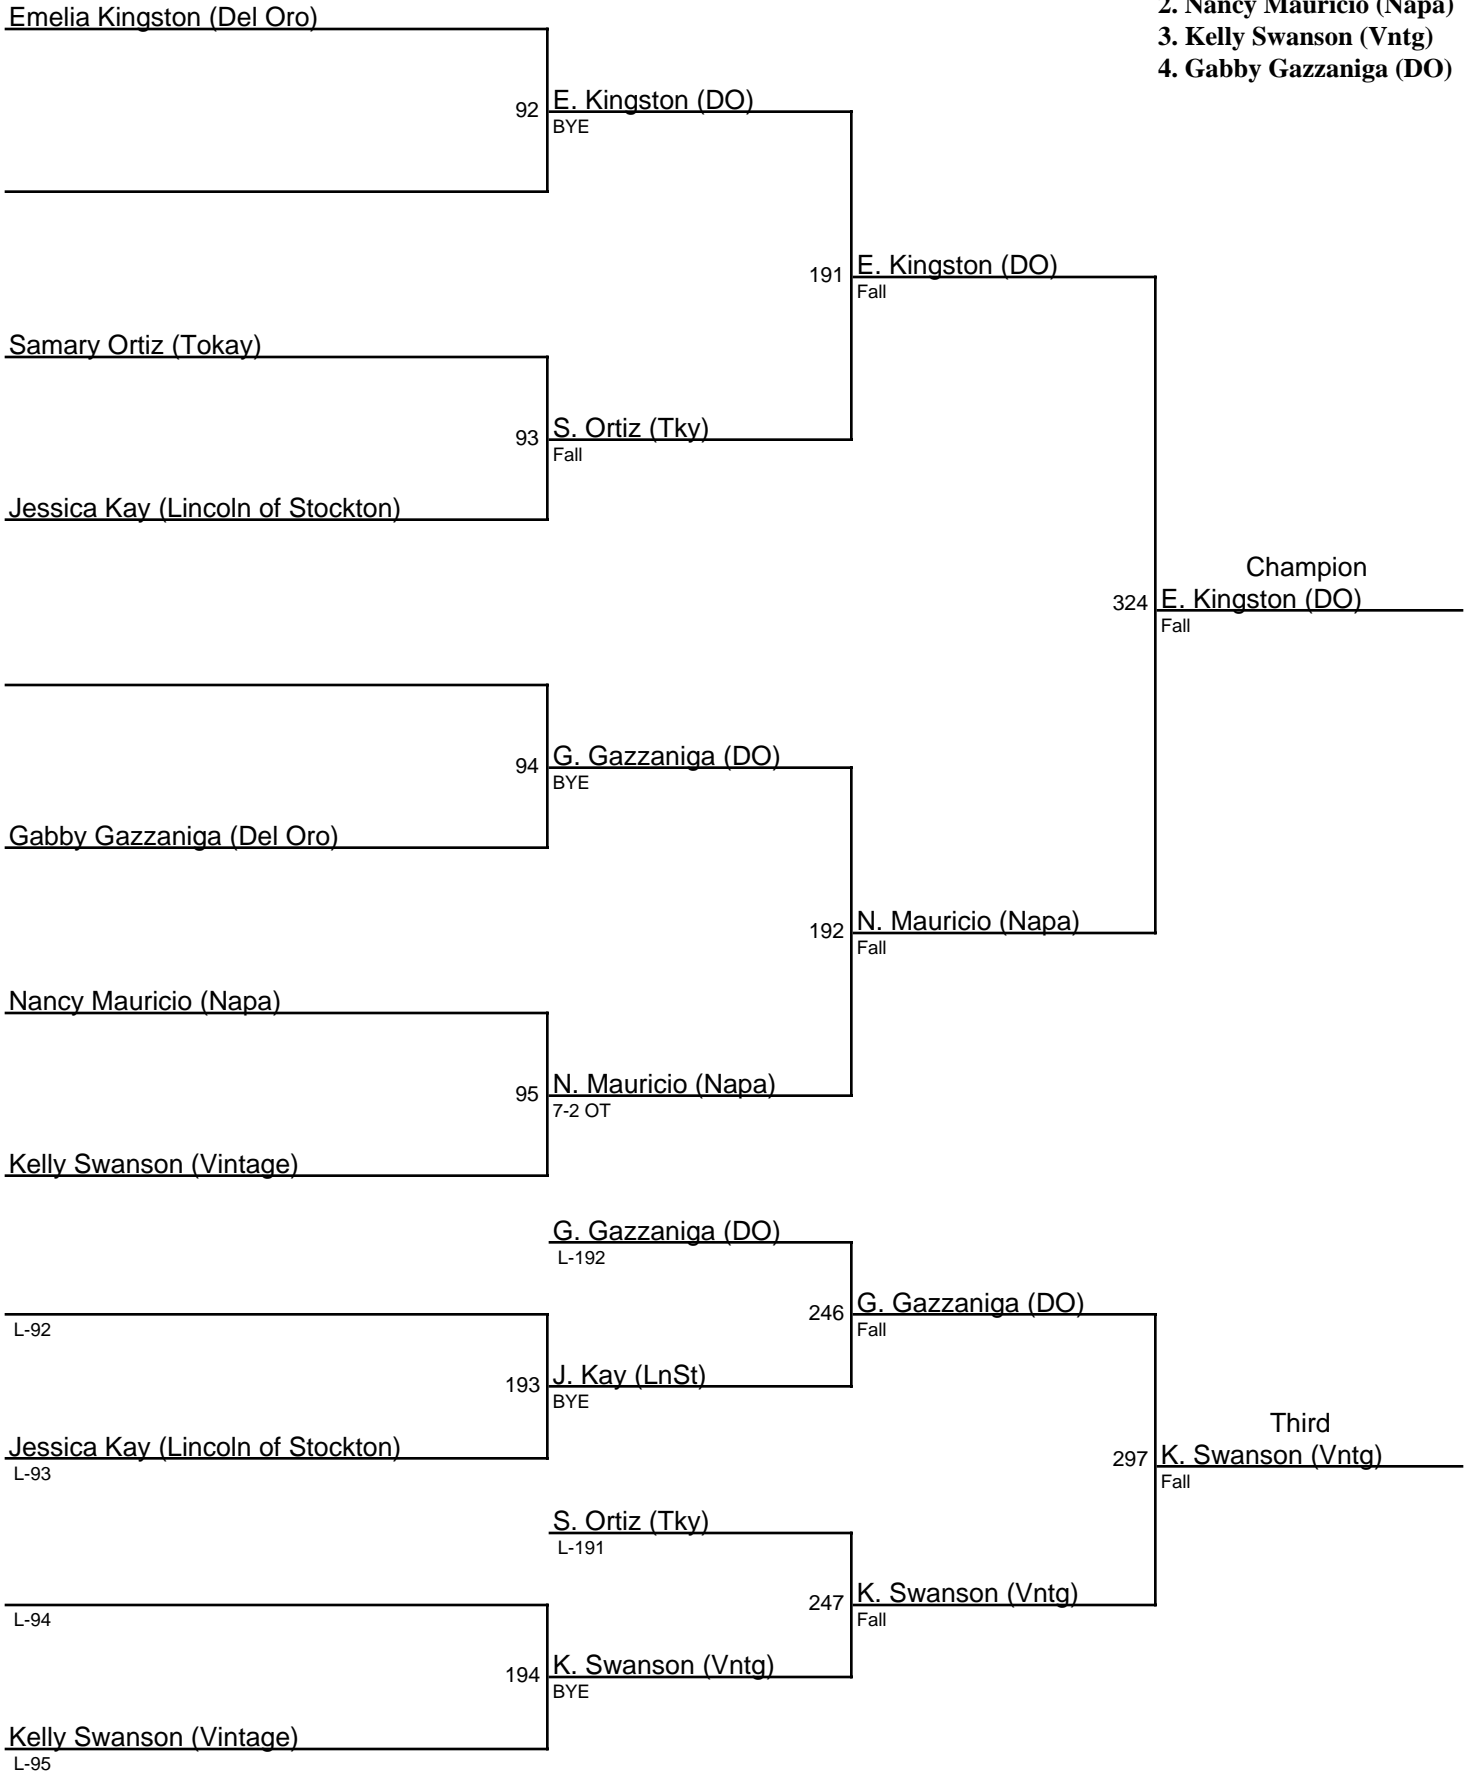 Emelia Kingston (Del Oro)
2. Nancy Mauricio (Napa)
3. Kelly Swanson (Vntg)
4. Gabby Gazzaniga (DO)
92
E. Kingston (DO)
BYE
191
E. Kingston (DO)
Fall
Samary Ortiz (Tokay)
93
S. Ortiz (Tky)
Fall
Jessica Kay (Lincoln of Stockton)
Champion
324
E. Kingston (DO)
Fall
94
G. Gazzaniga (DO)
BYE
Gabby Gazzaniga (Del Oro)
192
N. Mauricio (Napa)
Fall
Nancy Mauricio (Napa)
95
N. Mauricio (Napa)
7-2 OT
Kelly Swanson (Vintage)
G. Gazzaniga (DO)
L-192
246
G. Gazzaniga (DO)
Fall
L-92
193
J. Kay (LnSt)
BYE
Jessica Kay (Lincoln of Stockton)
L-93
Third
297
K. Swanson (Vntg)
Fall
S. Ortiz (Tky)
L-191
247
K. Swanson (Vntg)
Fall
L-94
194
K. Swanson (Vntg)
BYE
Kelly Swanson (Vintage)
L-95